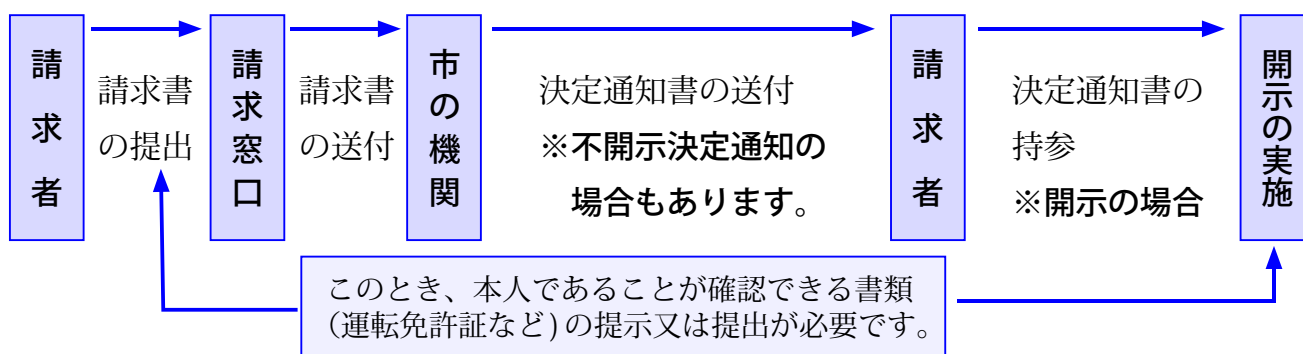 請求者
請求書
の提出
請求窓口
請求書
の送付
市の機関
決定通知書の送付
※不開示決定通知の
場合もあります。
請求者
決定通知書の
持参
※開示の場合
開示の実施
このとき、本人であることが確認できる書類
（運転免許証など)の提示又は提出が必要です。